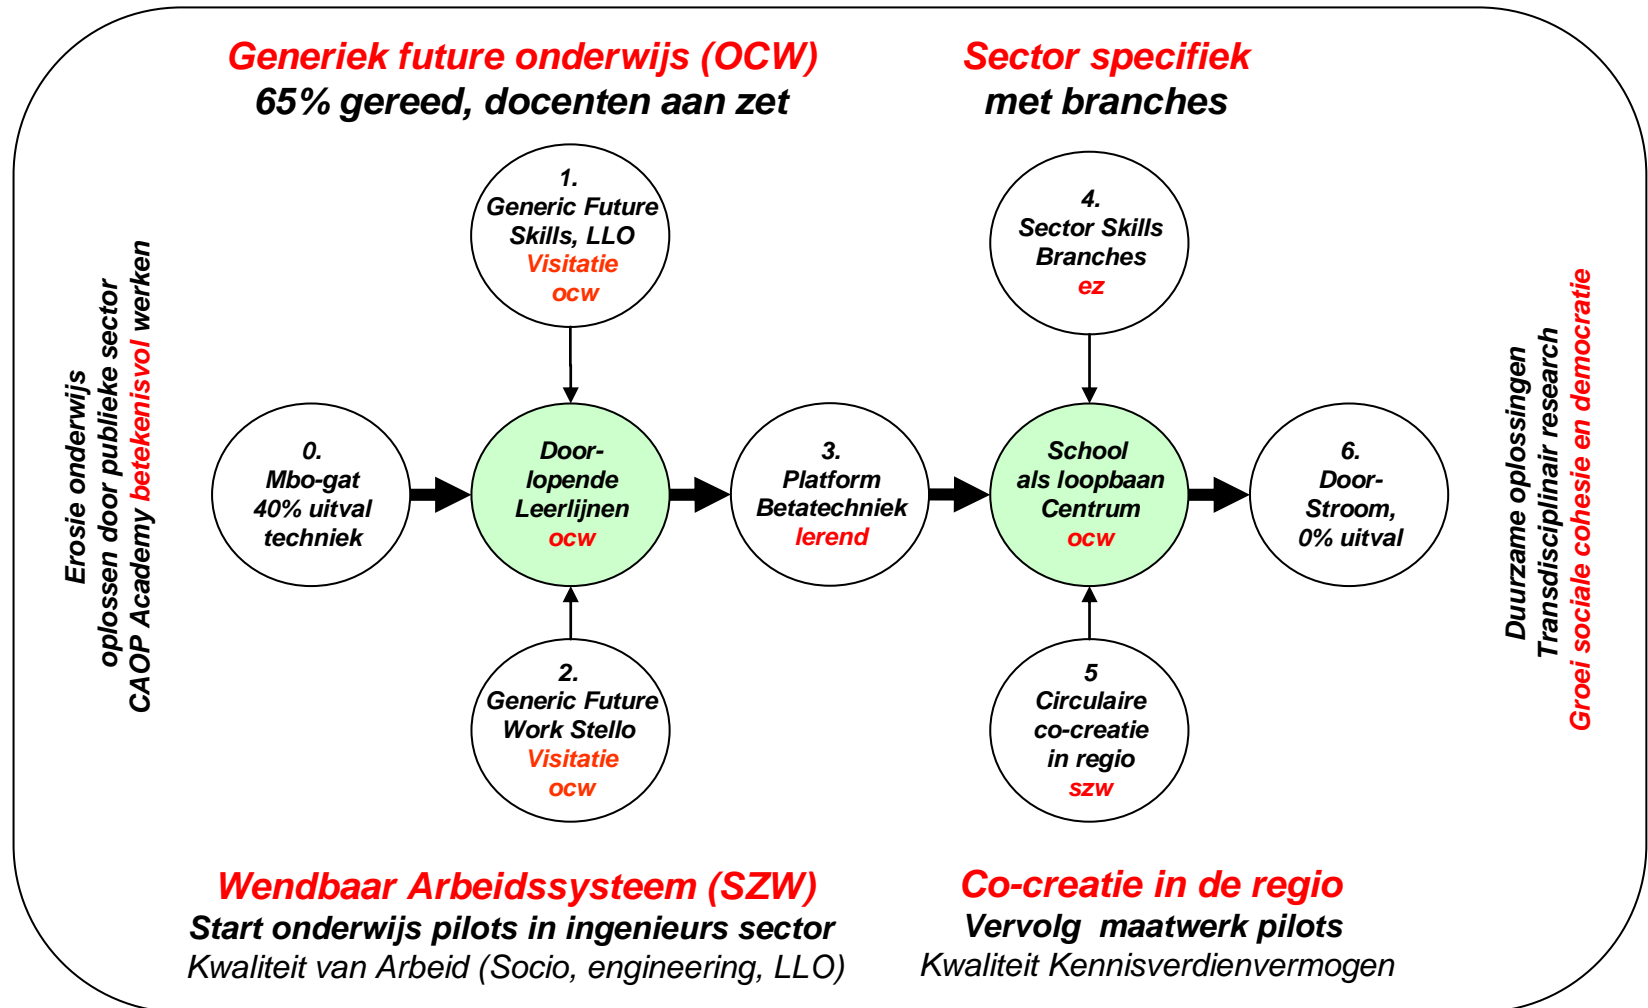 Generiek future onderwijs (OCW)
65% gereed, docenten aan zet
Sector specifiek
met branches
Erosie onderwijs
oplossen door publieke sector
CAOP Academy betekenisvol werken
1.
Generic Future
Skills, LLO
Visitatie
ocw
4.
Sector Skills
Branches
ez
0.
Mbo-gat
40% uitval
techniek
Door-
lopende
Leerlijnen
ocw
3.
Platform
Betatechniek
lerend
School
als loopbaan
Centrum
ocw
6.
Door-
Stroom,
0% uitval
2.
Generic Future
Work Stello
Visitatie
ocw
5
Circulaire
co-creatie
in regio
szw
Duurzame oplossingen
Transdisciplinair research
Groei sociale cohesie en democratie
Wendbaar Arbeidssysteem (SZW)
Start onderwijs pilots in ingenieurs sector
Kwaliteit van Arbeid (Socio, engineering, LLO)
Co-creatie in de regio
Vervolg maatwerk pilots
Kwaliteit Kennisverdienvermogen